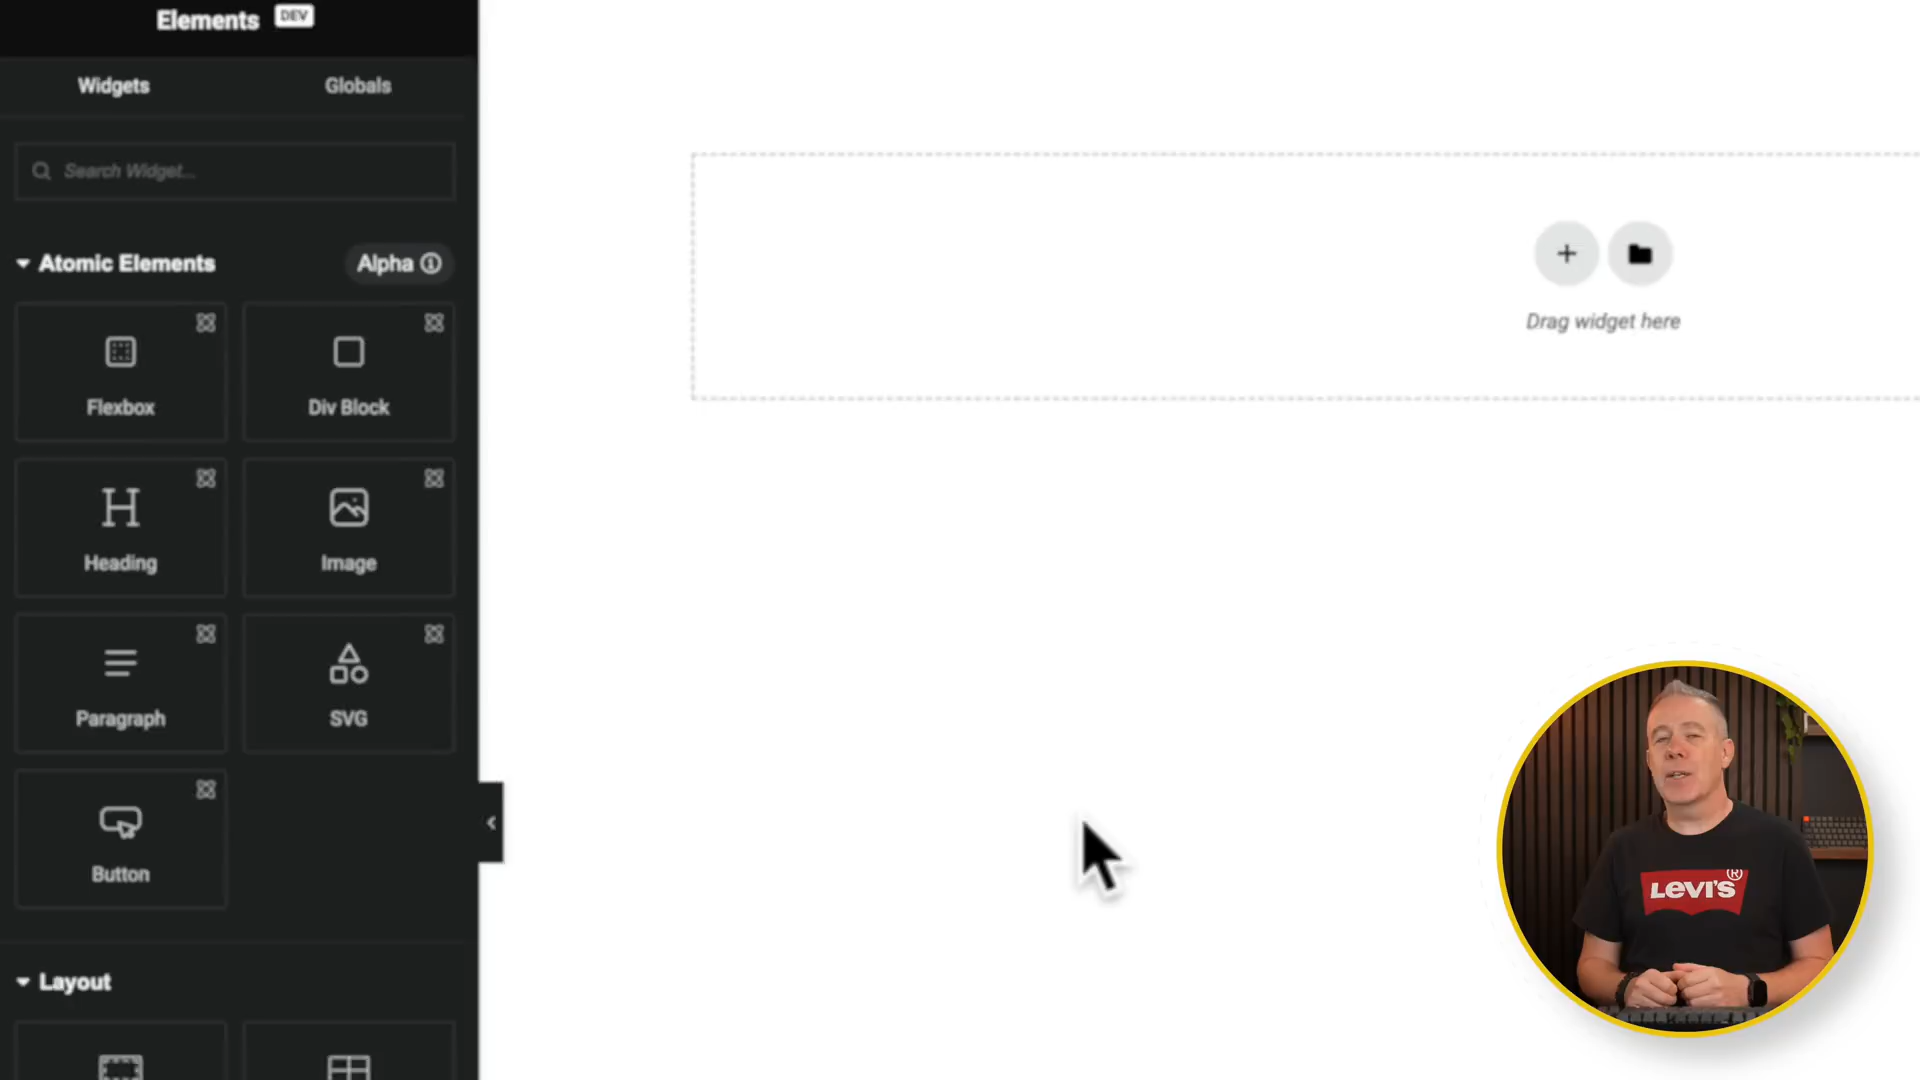 Elements DEV
Widgets Globals
Search Widget...
Atomic Elements Alpha
Flexbox Div Block
Heading Image
Paragraph SVG
Button
Layout
Drag widget here
LEVI'S ®